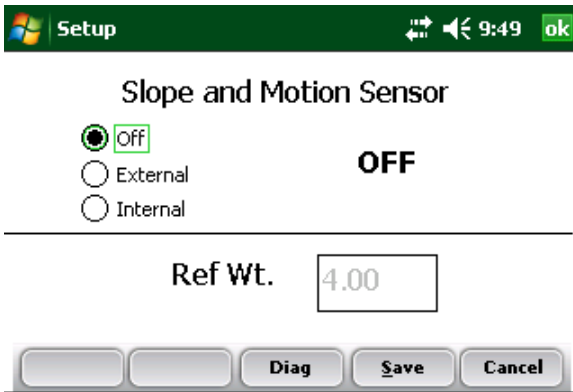 Setup 9:49 ok
Slope and Motion Sensor
Off
External
Internal
OFF
Ref Wt. 4.00
Diag Save Cancel